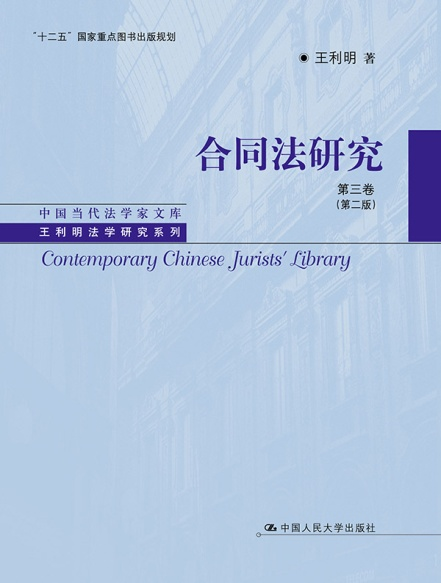 “十二五”国家重点图书出版规划
王利明 著
合同法研究
第三卷
(第二版)
中国当代法学家文库
王利明法学研究系列
Contemporary Chinese Jurists' Library
中国人民大学出版社